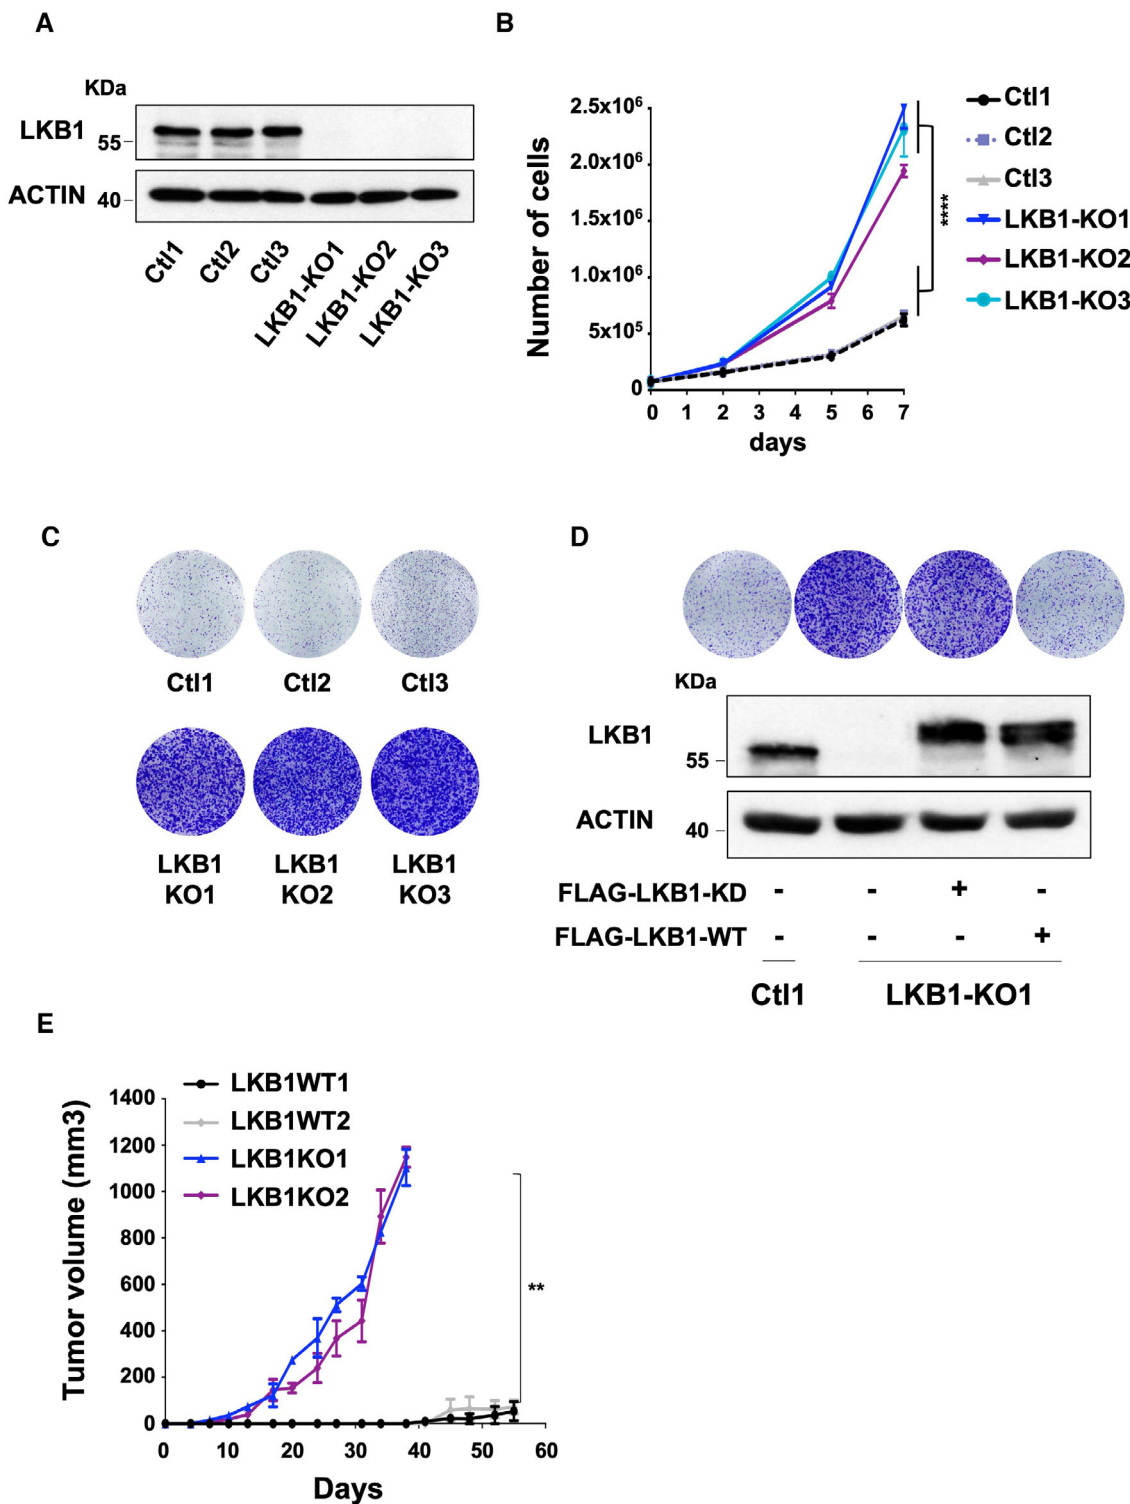 A
KDa
LKB1
55
ACTIN
40
Ctl1
Ctl2
Ctl3
LKB1-KO1
LKB1-KO2
LKB1-KO3
B
Number of cells
2.5x10⁶
2.0x10⁶
1.5x10⁶
1.0x10⁶
5x10⁵
0
0 1 2 3 4 5 6 7
days
****
Ctl1
Ctl2
Ctl3
LKB1-KO1
LKB1-KO2
LKB1-KO3
C
Ctl1 Ctl2 Ctl3
LKB1 LKB1 LKB1
KO1 KO2 KO3
D
KDa
LKB1
55
ACTIN
40
FLAG-LKB1-KD - - + -
FLAG-LKB1-WT - - - +
Ctl1 LKB1-KO1
E
Tumor volume (mm3)
1400
1200
1000
800
600
400
200
0
0 10 20 30 40 50 60
Days
LKB1WT1
LKB1WT2
LKB1KO1
LKB1KO2
**